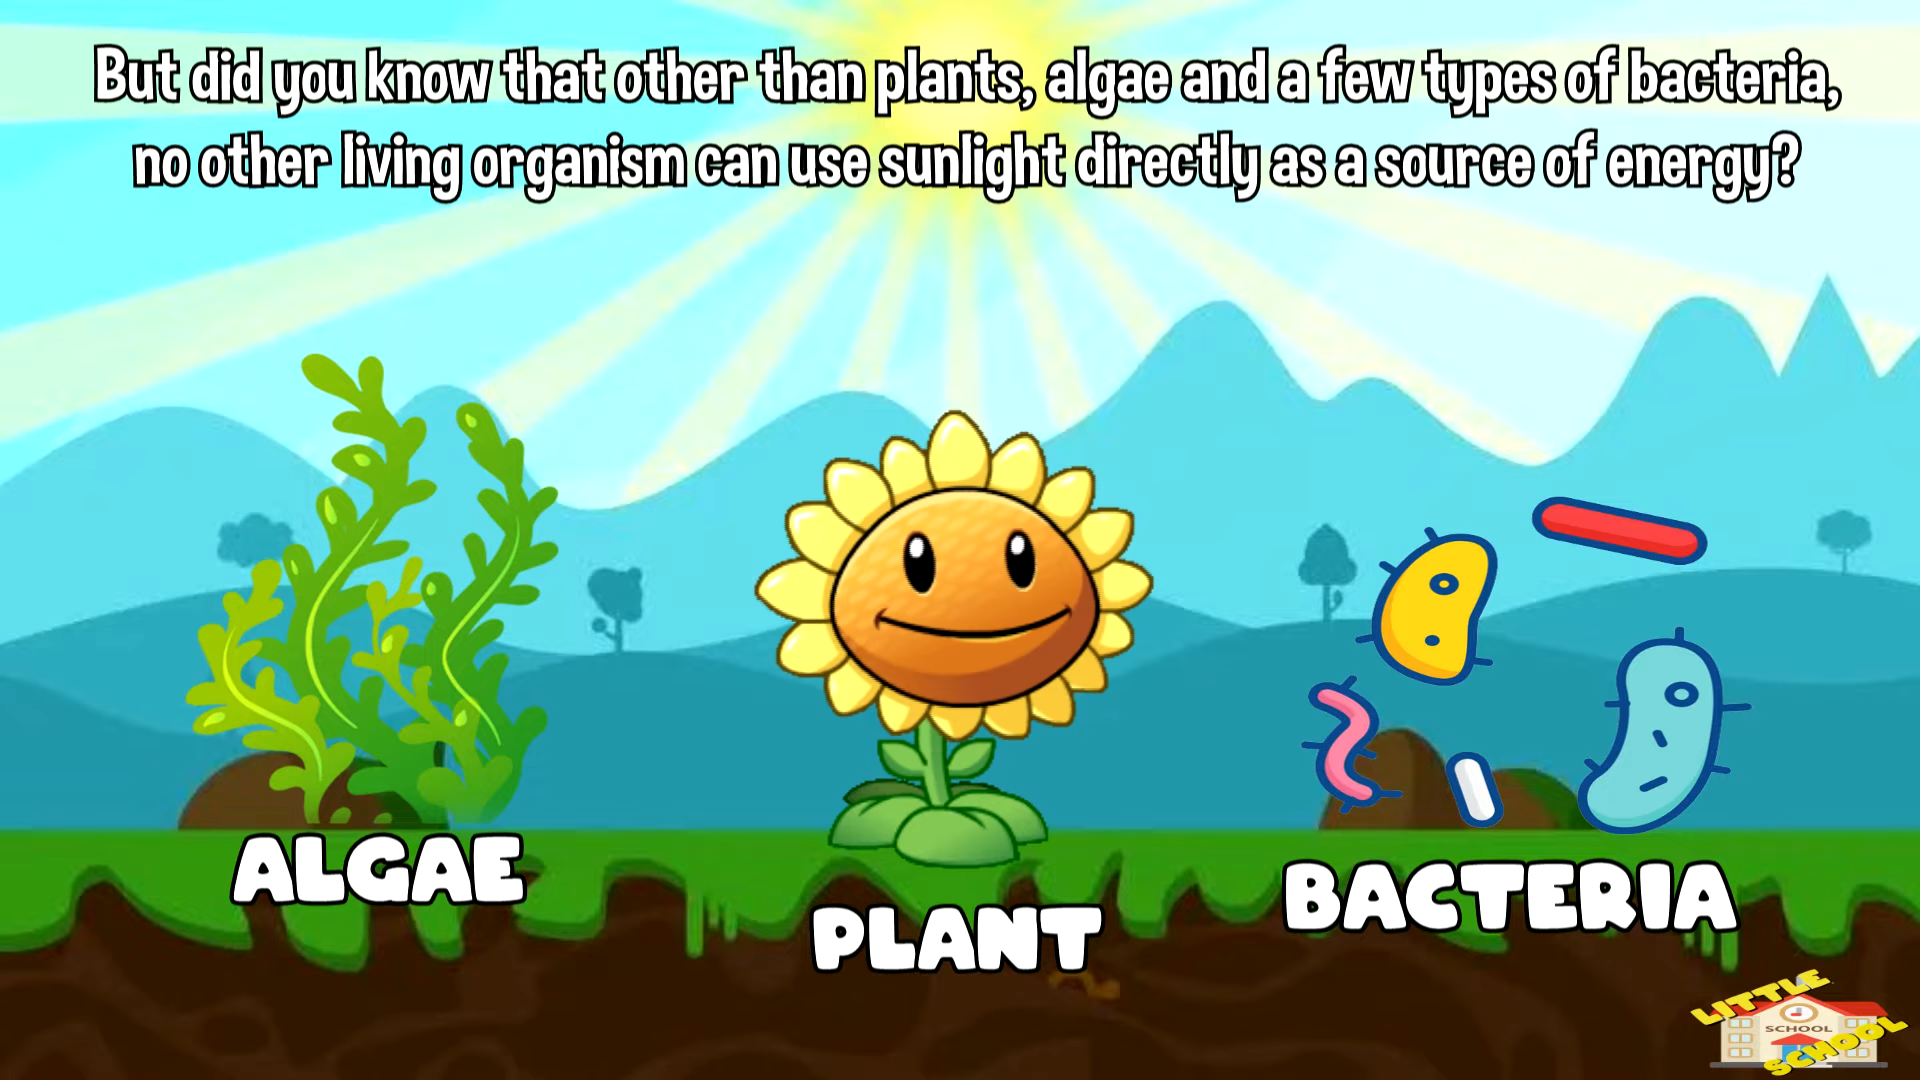 But did you know that other than plants, algae and a few types of bacteria,
no other living organism can use sunlight directly as a source of energy?
ALGAE
PLANT
BACTERIA
LITTLE
SCHOOL
SCHOOL